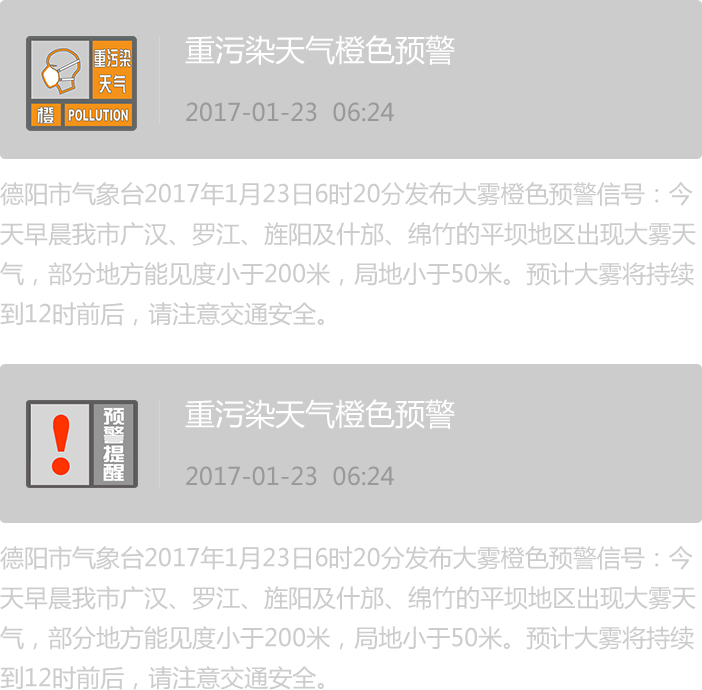 重污染天气橙色预警
重污染
天气
橙 POLLUTION
2017-01-23 06:24
德阳市气象台2017年1月23日6时20分发布大雾橙色预警信号：今
天早晨我市广汉、罗江、旌阳及什邡、绵竹的平坝地区出现大雾天
气，部分地方能见度小于200米，局地小于50米。预计大雾将持续
到12时前后，请注意交通安全。
重污染天气橙色预警
预警提醒
2017-01-23 06:24
德阳市气象台2017年1月23日6时20分发布大雾橙色预警信号：今
天早晨我市广汉、罗江、旌阳及什邡、绵竹的平坝地区出现大雾天
气，部分地方能见度小于200米，局地小于50米。预计大雾将持续
到12时前后，请注意交通安全。